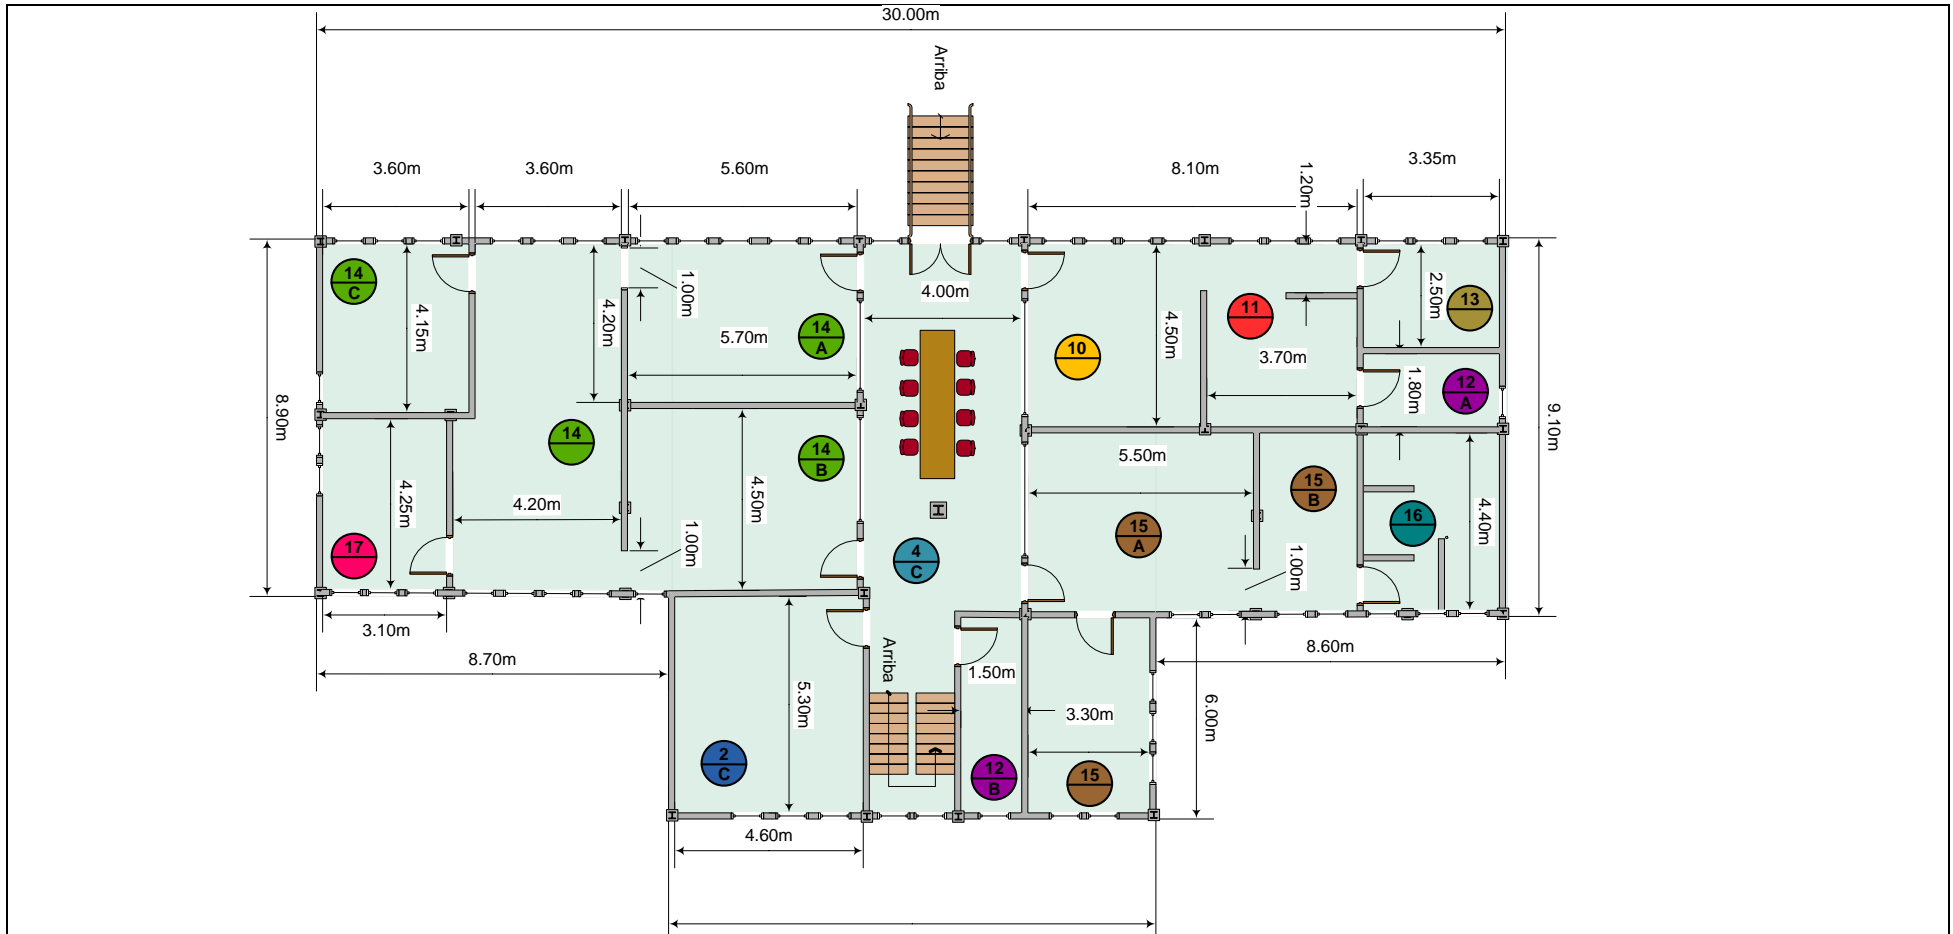 30.00m
Arriba
3.60m
3.60m
5.60m
8.10m
1.20m
3.35m
14
C
4.15m
4.20m
1.00m
5.70m
14
A
4.00m
10
4.50m
11
3.70m
2.50m
13
1.80m
12
A
8.90m
9.10m
14
4.20m
4.25m
17
4.50m
14
B
1.00m
4
C
5.50m
15
A
15
B
1.00m
16
4.40m
3.10m
8.70m
8.60m
Arriba
1.50m
3.30m
6.00m
5.30m
2
C
12
B
15
4.60m